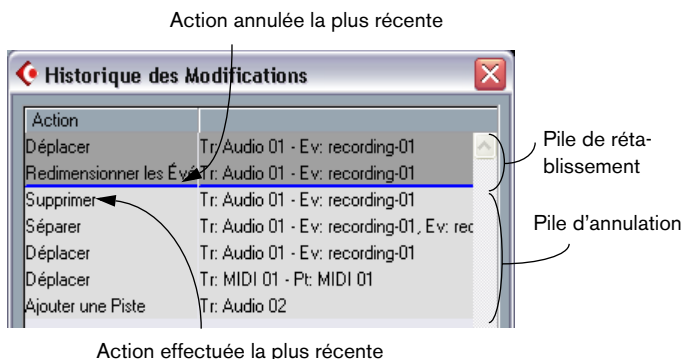 Action annulée la plus récente
Historique des Modifications
Action
Déplacer Tr: Audio 01 - Ev: recording-01
Redimensionner les Évé Tr: Audio 01 - Ev: recording-01
Supprimer Tr: Audio 01 - Ev: recording-01
Séparer Tr: Audio 01 - Ev: recording-01, Ev: rec
Déplacer Tr: Audio 01 - Ev: recording-01
Déplacer Tr: MIDI 01 - Pt: MIDI 01
Ajouter une Piste Tr: Audio 02
Pile de réta-
blissement
Pile d'annulation
Action effectuée la plus récente